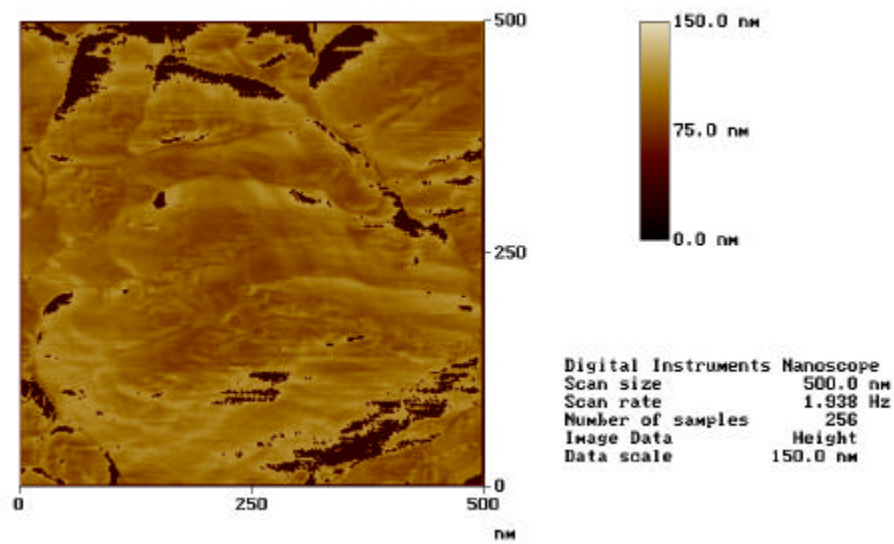 500
250
0
0 250 500
nm
150.0 nm
75.0 nm
0.0 nm
Digital Instruments Nanoscope
Scan size 500.0 nm
Scan rate 1.938 Hz
Number of samples 256
Image Data Height
Data scale 150.0 nm